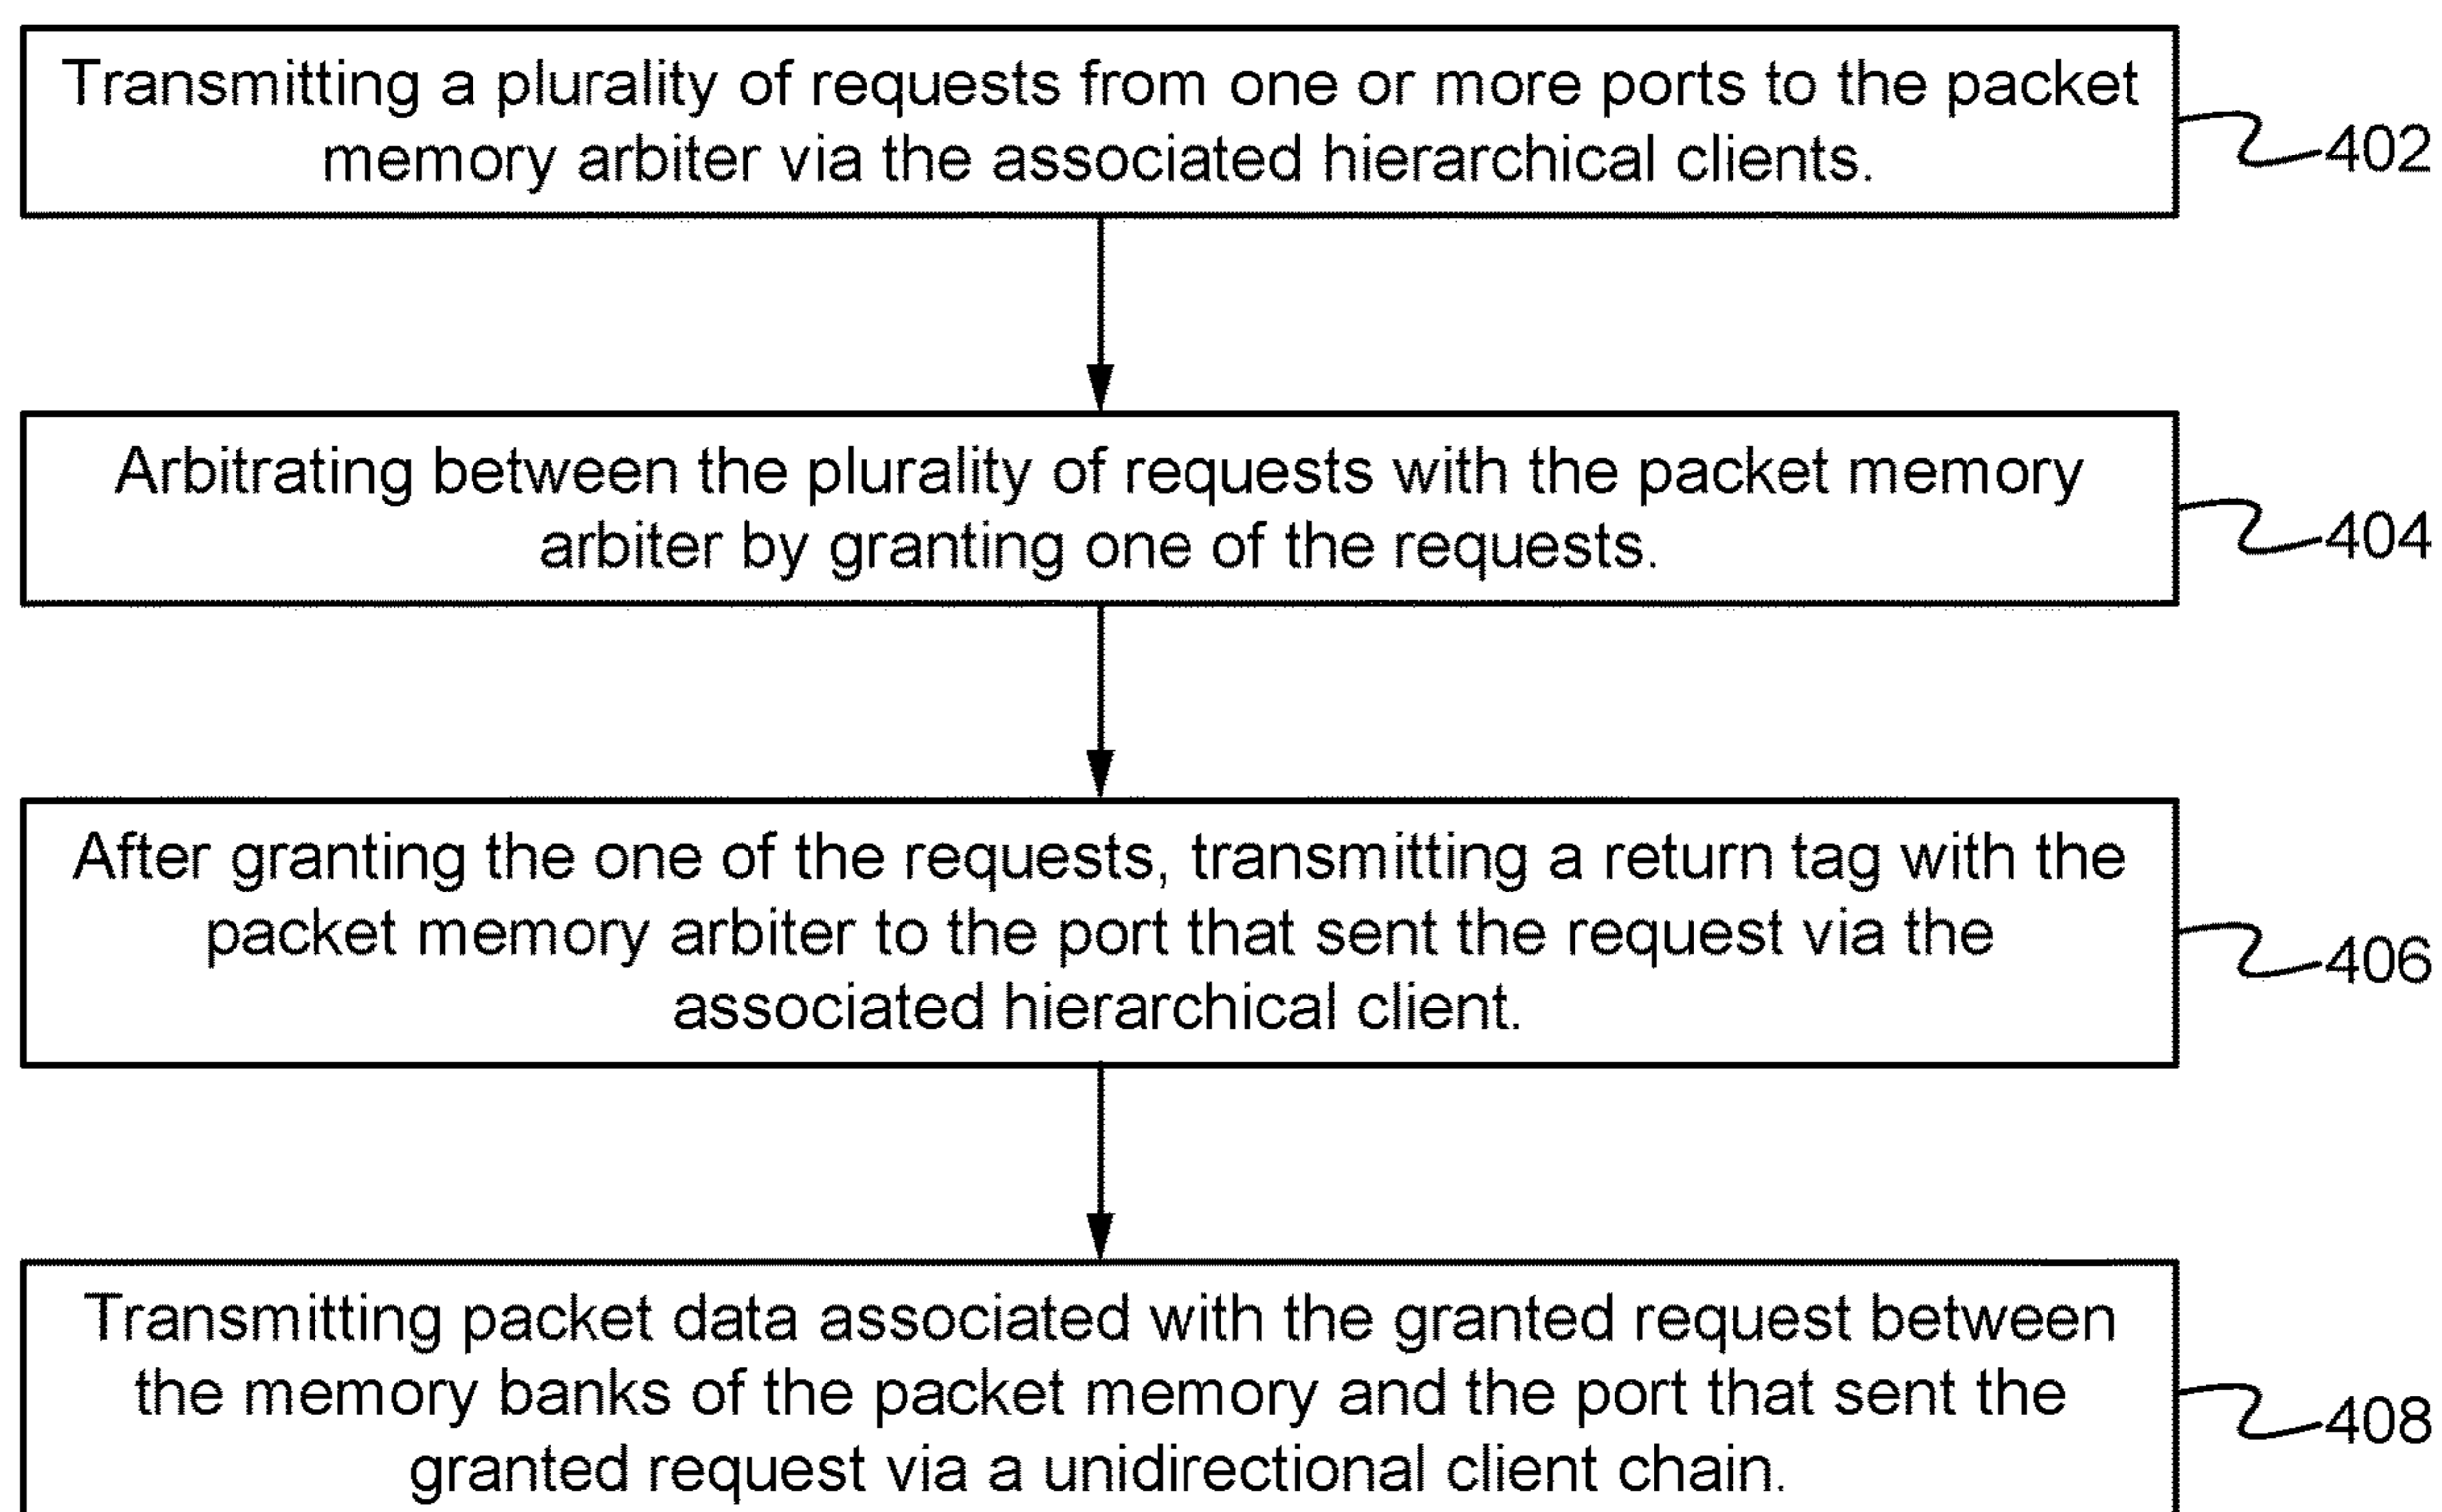 Transmitting a plurality of requests from one or more ports to the packet
memory arbiter via the associated hierarchical clients.
402
Arbitrating between the plurality of requests with the packet memory
arbiter by granting one of the requests.
404
After granting the one of the requests, transmitting a return tag with the
packet memory arbiter to the port that sent the request via the
associated hierarchical client.
406
Transmitting packet data associated with the granted request between
the memory banks of the packet memory and the port that sent the
granted request via a unidirectional client chain.
408